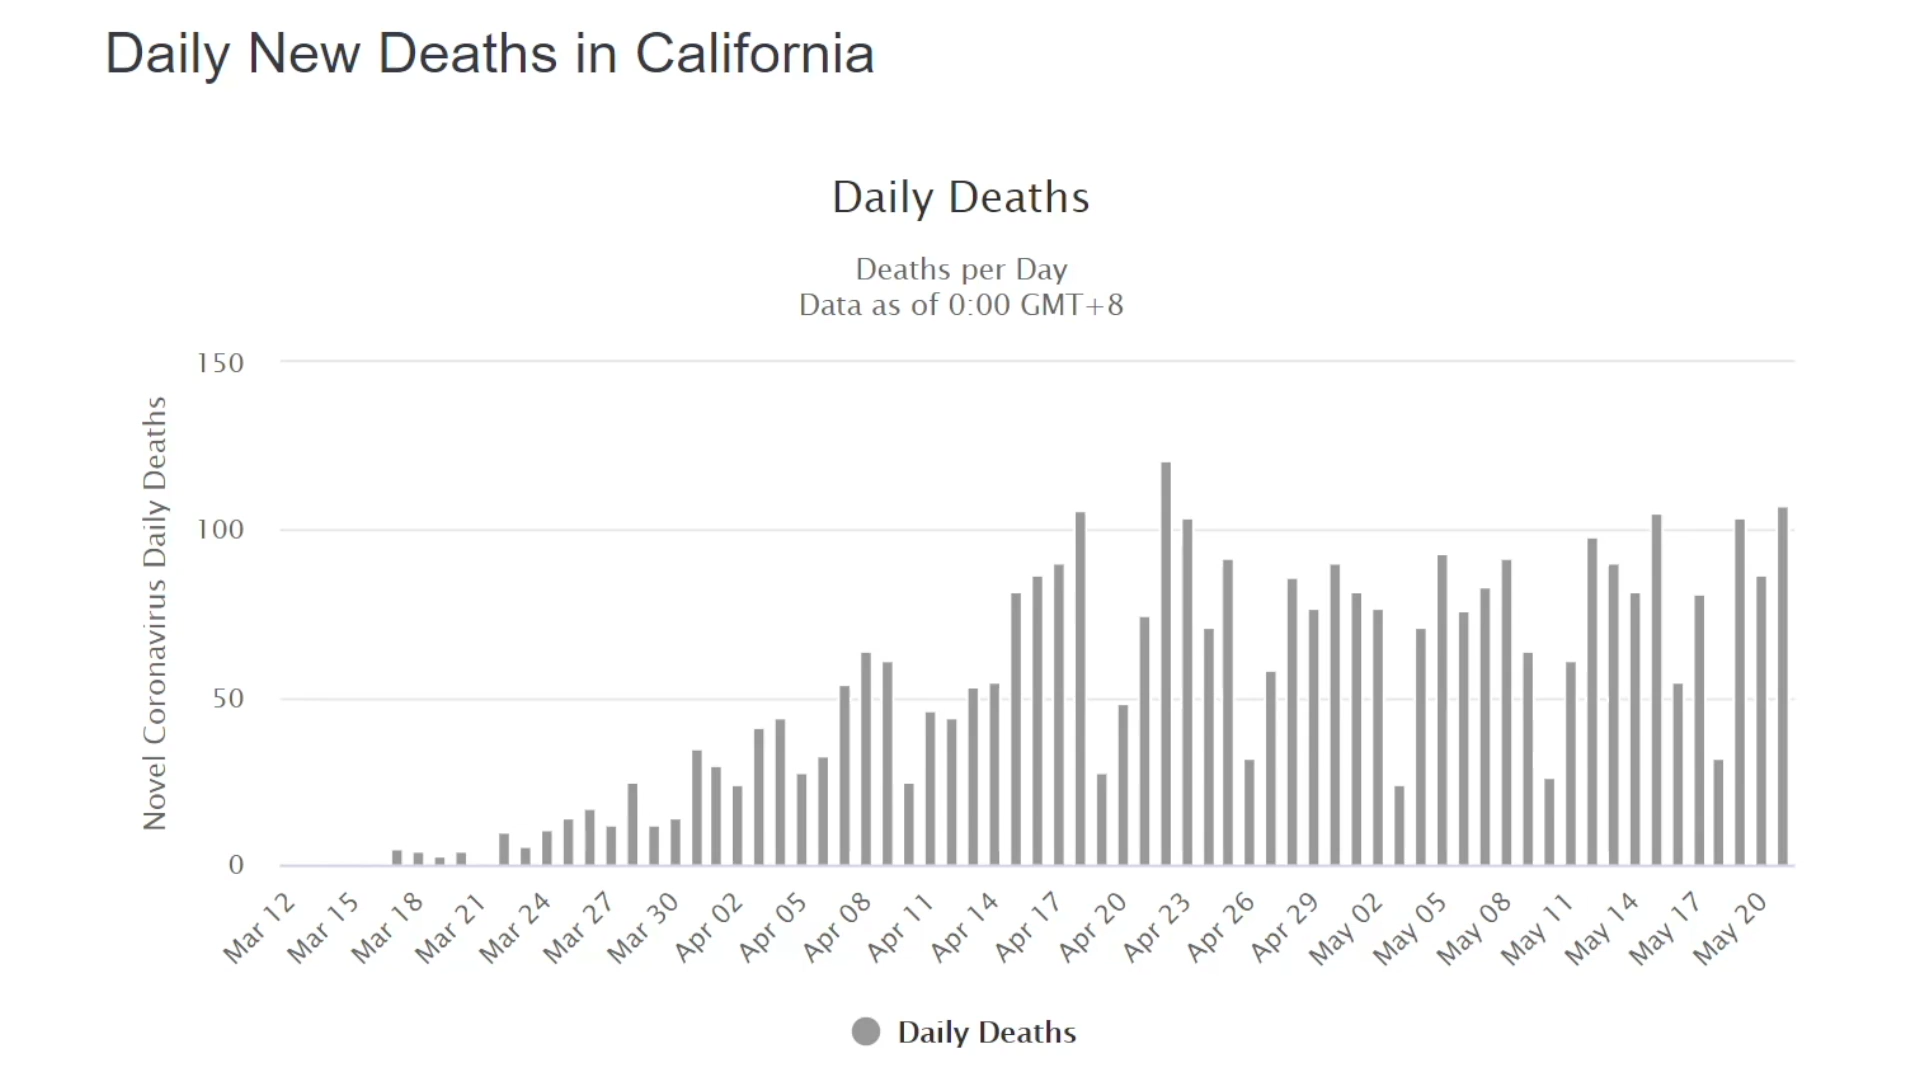 Daily New Deaths in California
Daily Deaths
Deaths per Day
Data as of 0:00 GMT+8
Novel Coronavirus Daily Deaths
150
100
50
0
Mar 12
Mar 15
Mar 18
Mar 21
Mar 24
Mar 27
Mar 30
Apr 02
Apr 05
Apr 08
Apr 11
Apr 14
Apr 17
Apr 20
Apr 23
Apr 26
Apr 29
May 02
May 05
May 08
May 11
May 14
May 17
May 20
Daily Deaths